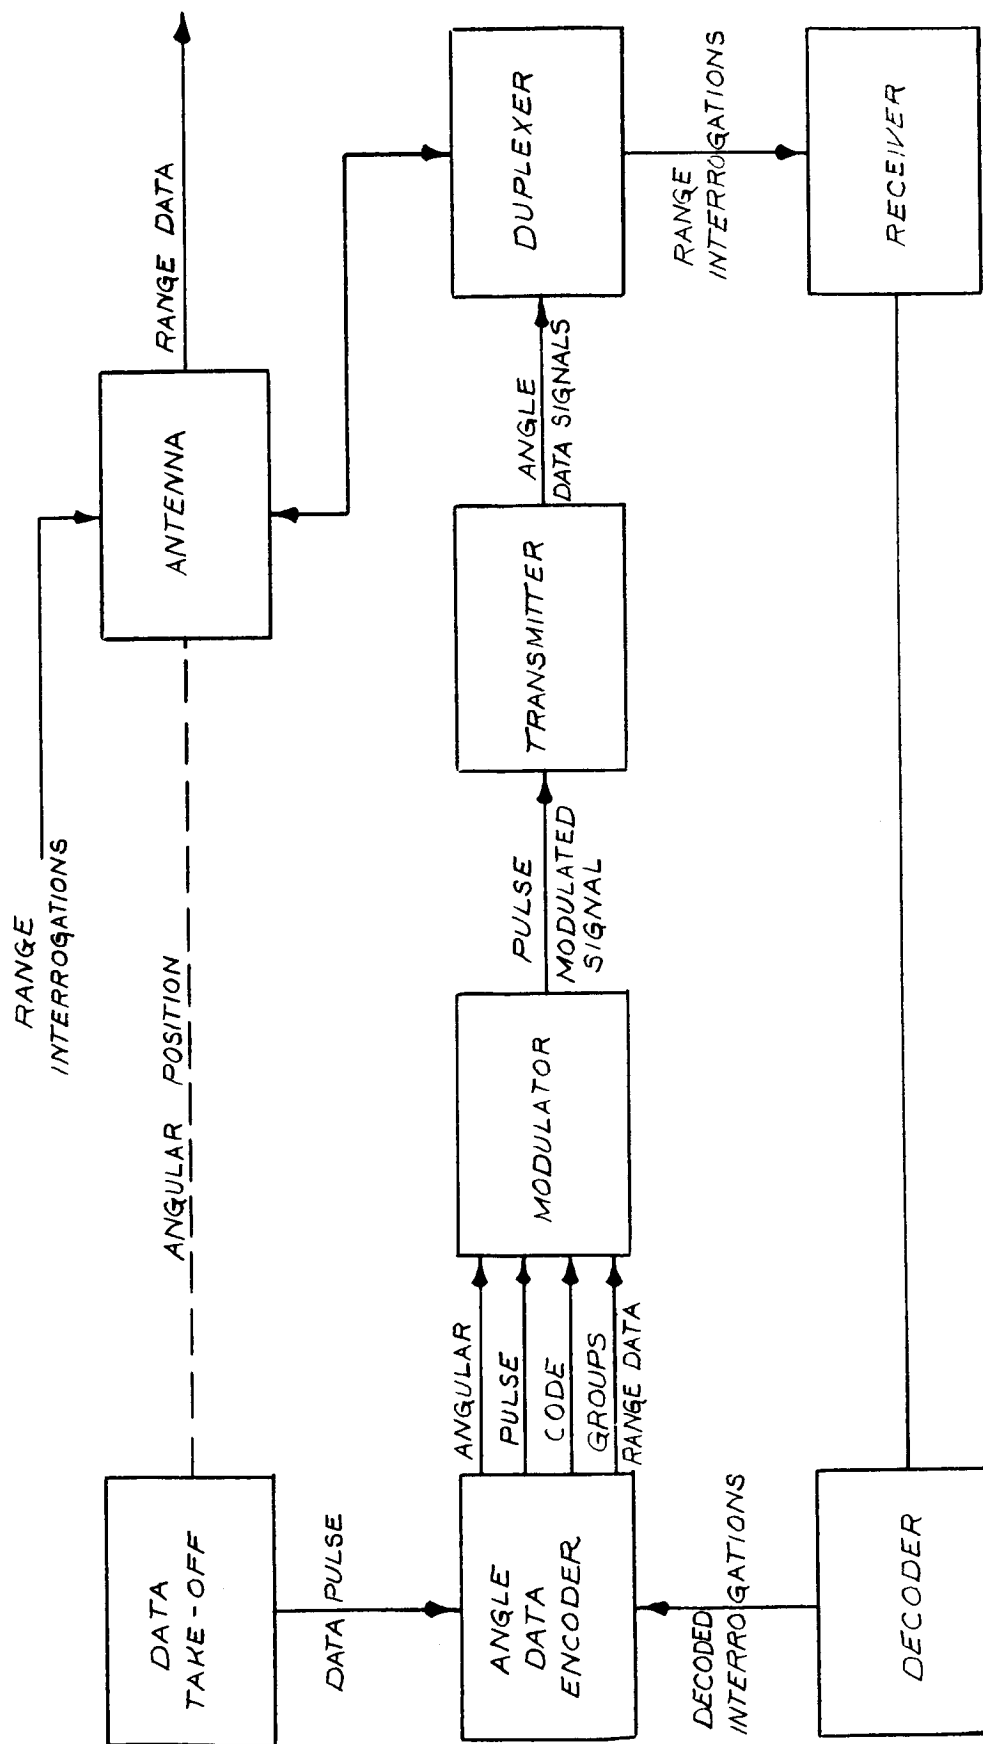 DATA
TAKE-OFF
ANGULAR POSITION
RANGE
INTERROGATIONS
ANTENNA
RANGE DATA
DATA PULSE
ANGLE
DATA
ENCODER
ANGULAR
PULSE
CODE
GROUPS
RANGE DATA
MODULATOR
PULSE
MODULATED
SIGNAL
TRANSMITTER
ANGLE
DATA SIGNALS
DUPLEXER
DECODED
INTERROGATIONS
RANGE
INTERROGATIONS
DECODER
RECEIVER